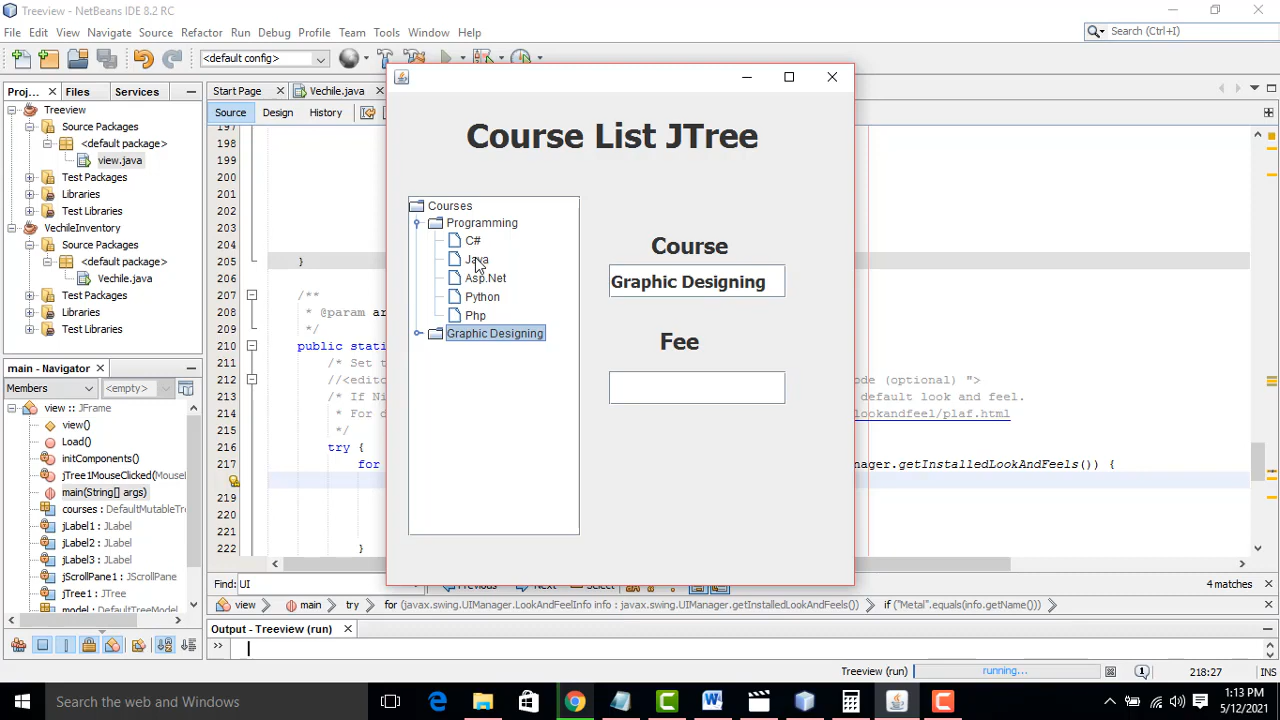 Treeview - NetBeans IDE 8.2 RC
File Edit View Navigate Source Refactor Run Debug Profile Team Tools Window Help
Search (Ctrl+I)
<default config>
Proj... Files Services
Start Page Vechile.java
Source Design History
Treeview
Source Packages
<default package>
view.java
Test Packages
Libraries
Test Libraries
VechileInventory
Source Packages
<default package>
Vechile.java
Test Packages
Libraries
Test Libraries
main - Navigator
Members <empty>
view :: JFrame
view()
Load()
initComponents()
jTree1MouseClicked(Mouse
main(String[] args)
courses : DefaultMutableTre
jLabel1 : JLabel
jLabel2 : JLabel
jLabel3 : JLabel
jScrollPane1 : JScrollPane
jTree1 : JTree
model : DefaultTreeModel
197
198
199
200
201
202
203
204
205 }
206
207 /**
208 * @param ar
209 */
210 public stati
211 /* Set t
212 //<edito ode (optional) ">
213 /* If Ni default look and feel.
214 * For d lookandfeel/plaf.html
215 */
216 try {
217 for ager.getInstalledLookAndFeels()) {
219
221
222 }
Course List JTree
Courses
Programming
C#
Java
Asp.Net
Python
Php
Graphic Designing
Course
Graphic Designing
Fee
Find: UI Previous Next Select 4 matches
view main try for (javax.swing.UIManager.LookAndFeelInfo info : javax.swing.UIManager.getInstalledLookAndFeels()) if ("Metal".equals(info.getName()))
Output - Treeview (run)
>>
Treeview (run) running... 218:27 INS
Search the web and Windows
1:13 PM
5/12/2021